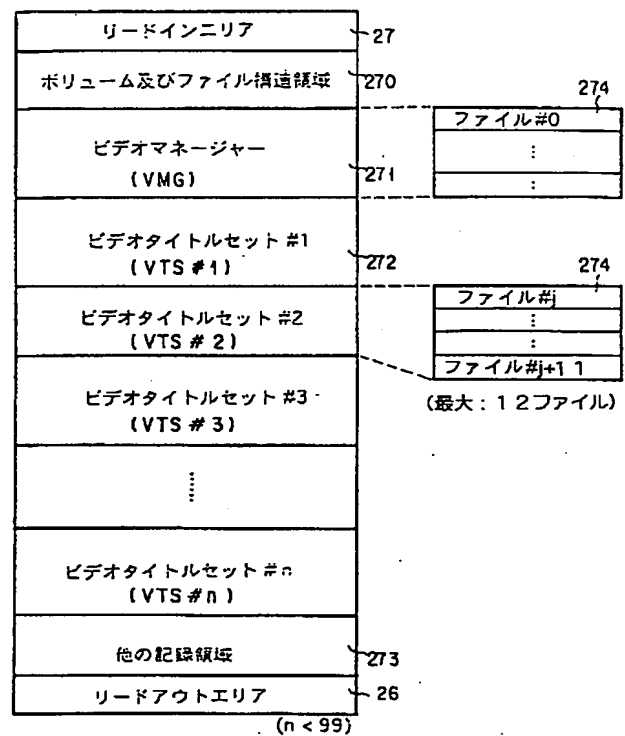 リードインエリア
27
ボリューム及びファイル構造領域
270
274
ファイル#0
⋮
:
ビデオマネージャー
(VMG)
271
ビデオタイトルセット#1
(VTS #1)
272
274
ファイル#j
⋮
:
ファイル#j+11
(最大:12ファイル)
ビデオタイトルセット#2
(VTS #2)
ビデオタイトルセット#3
(VTS #3)
⋮
ビデオタイトルセット#n
(VTS #n)
他の記録領域
273
リードアウトエリア
26
(n < 99)